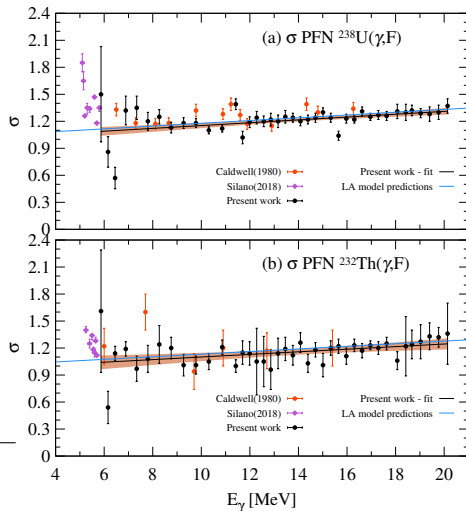 2.4
(a) σ PFN ²³⁸U(γ,F)
2.1
1.8
1.5
σ
1.2
0.9
Caldwell(1980) Present work - fit
0.6
Silano(2018) LA model predictions
0.3
Present work
0
2.4
(b) σ PFN ²³²Th(γ,F)
2.1
1.8
1.5
σ
1.2
0.9
Caldwell(1980) Present work - fit
0.6
Silano(2018) LA model predictions
0.3
Present work
0
4 6 8 10 12 14 16 18 20
Eγ [MeV]